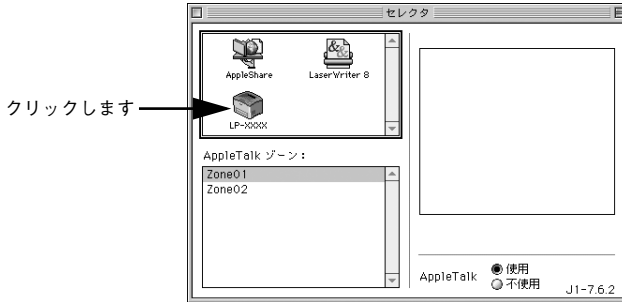 セレクタ
AppleShare
LaserWriter 8
クリックします
LP-XXXX
AppleTalk ゾーン：
Zone01
Zone02
AppleTalk
使用
不使用
J1-7.6.2